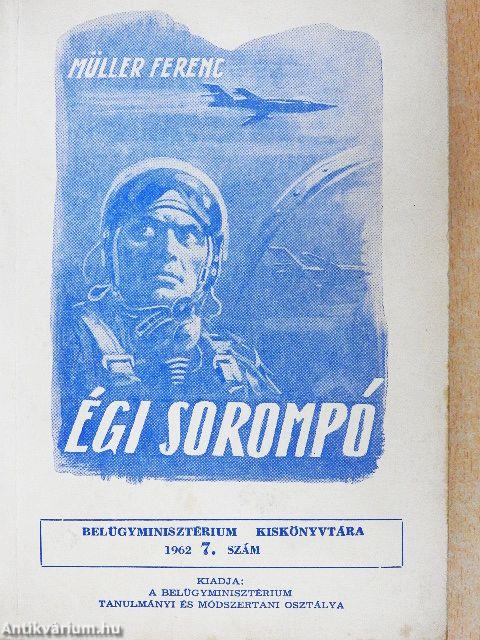 MÜLLER FERENC
ÉGI SOROMPÓ
BELÜGYMINISZTÉRIUM KISKÖNYVTÁRA
1962 7. SZÁM
KIADJA:
A BELÜGYMINISZTÉRIUM
TANULMÁNYI ÉS MÓDSZERTANI OSZTÁLYA
Antikvárium.hu